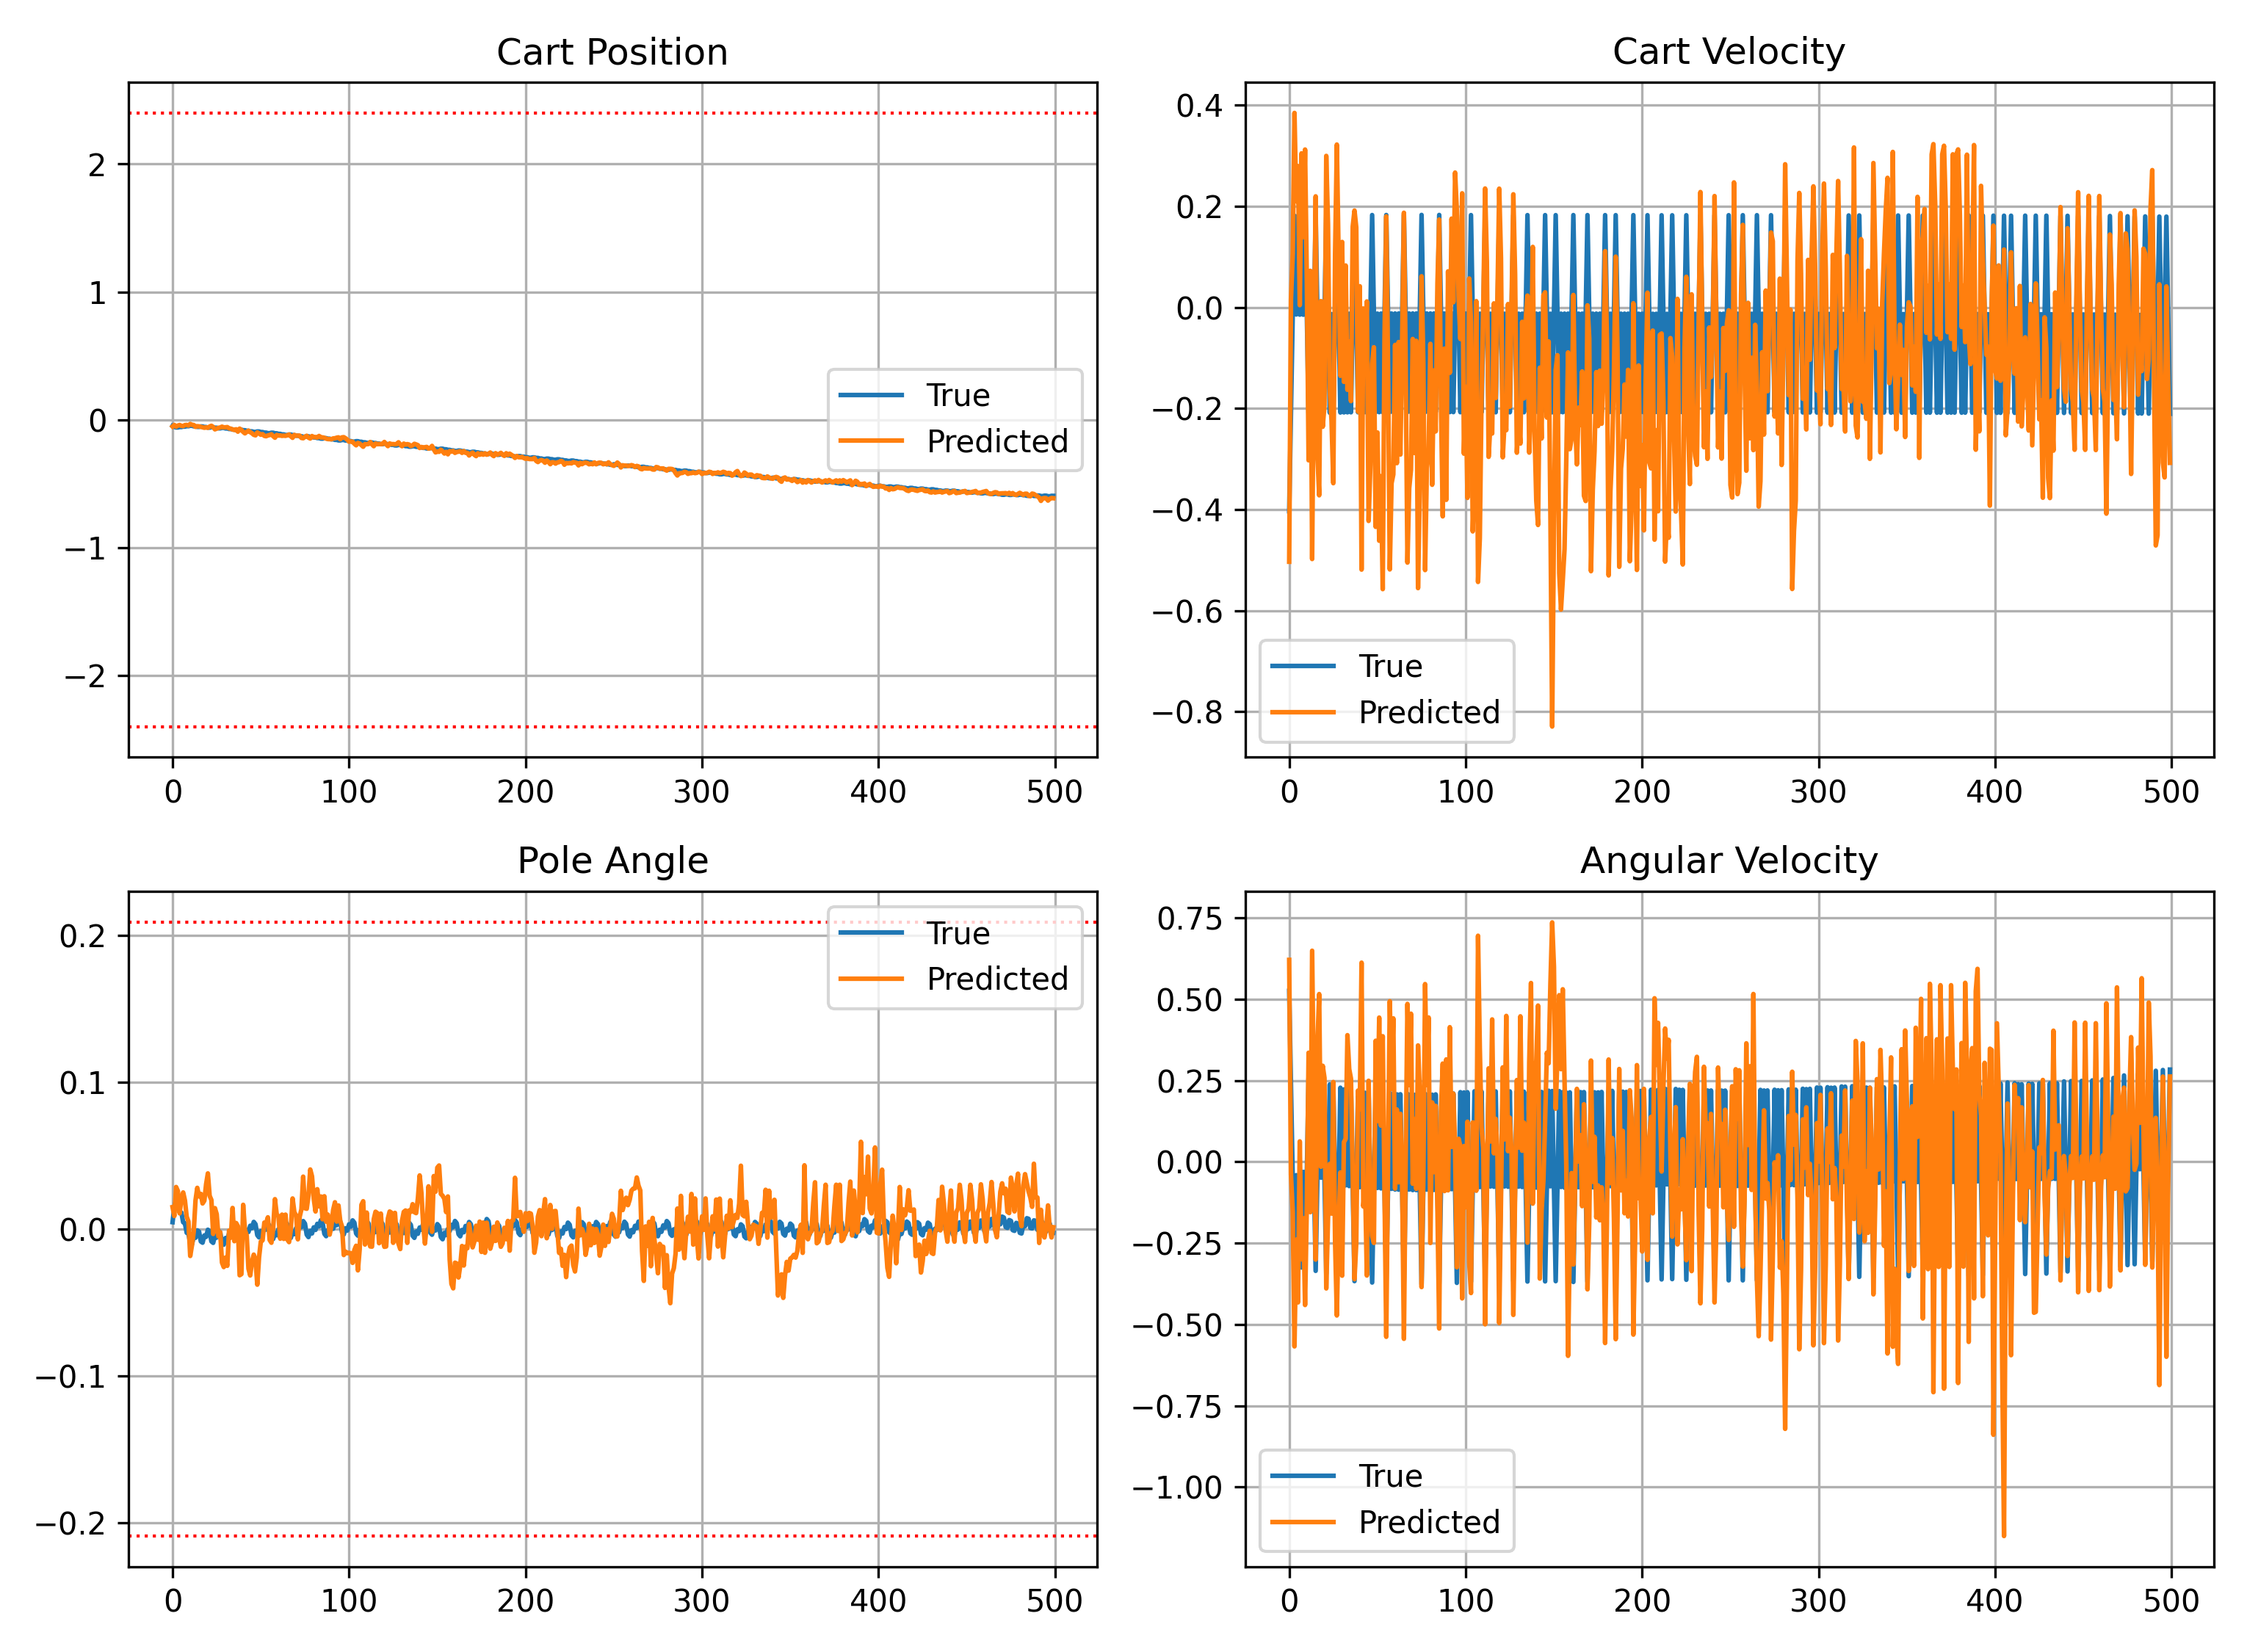 Cart Position
2
1
0
−1
−2
0 100 200 300 400 500
True
Predicted
Cart Velocity
0.4
0.2
0.0
−0.2
−0.4
−0.6
−0.8
0 100 200 300 400 500
True
Predicted
Pole Angle
0.2
0.1
0.0
−0.1
−0.2
0 100 200 300 400 500
True
Predicted
Angular Velocity
0.75
0.50
0.25
0.00
−0.25
−0.50
−0.75
−1.00
0 100 200 300 400 500
True
Predicted